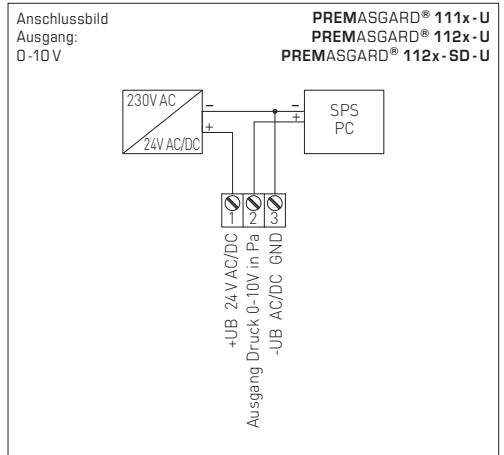 Anschlussbild
Ausgang:
0-10 V
PREMASGARD® 111x-U
PREMASGARD® 112x-U
PREMASGARD® 112x-SD-U
230V AC
24V AC/DC
–
+
–
+
SPS
PC
1 2 3
+UB 24 V AC/DC
Ausgang Druck 0-10V in Pa
-UB AC/DC GND